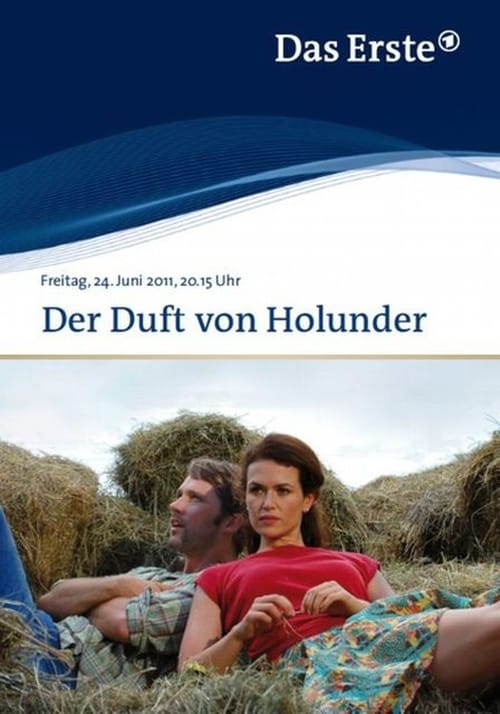 Das Erste
Freitag, 24. Juni 2011, 20.15 Uhr
Der Duft von Holunder